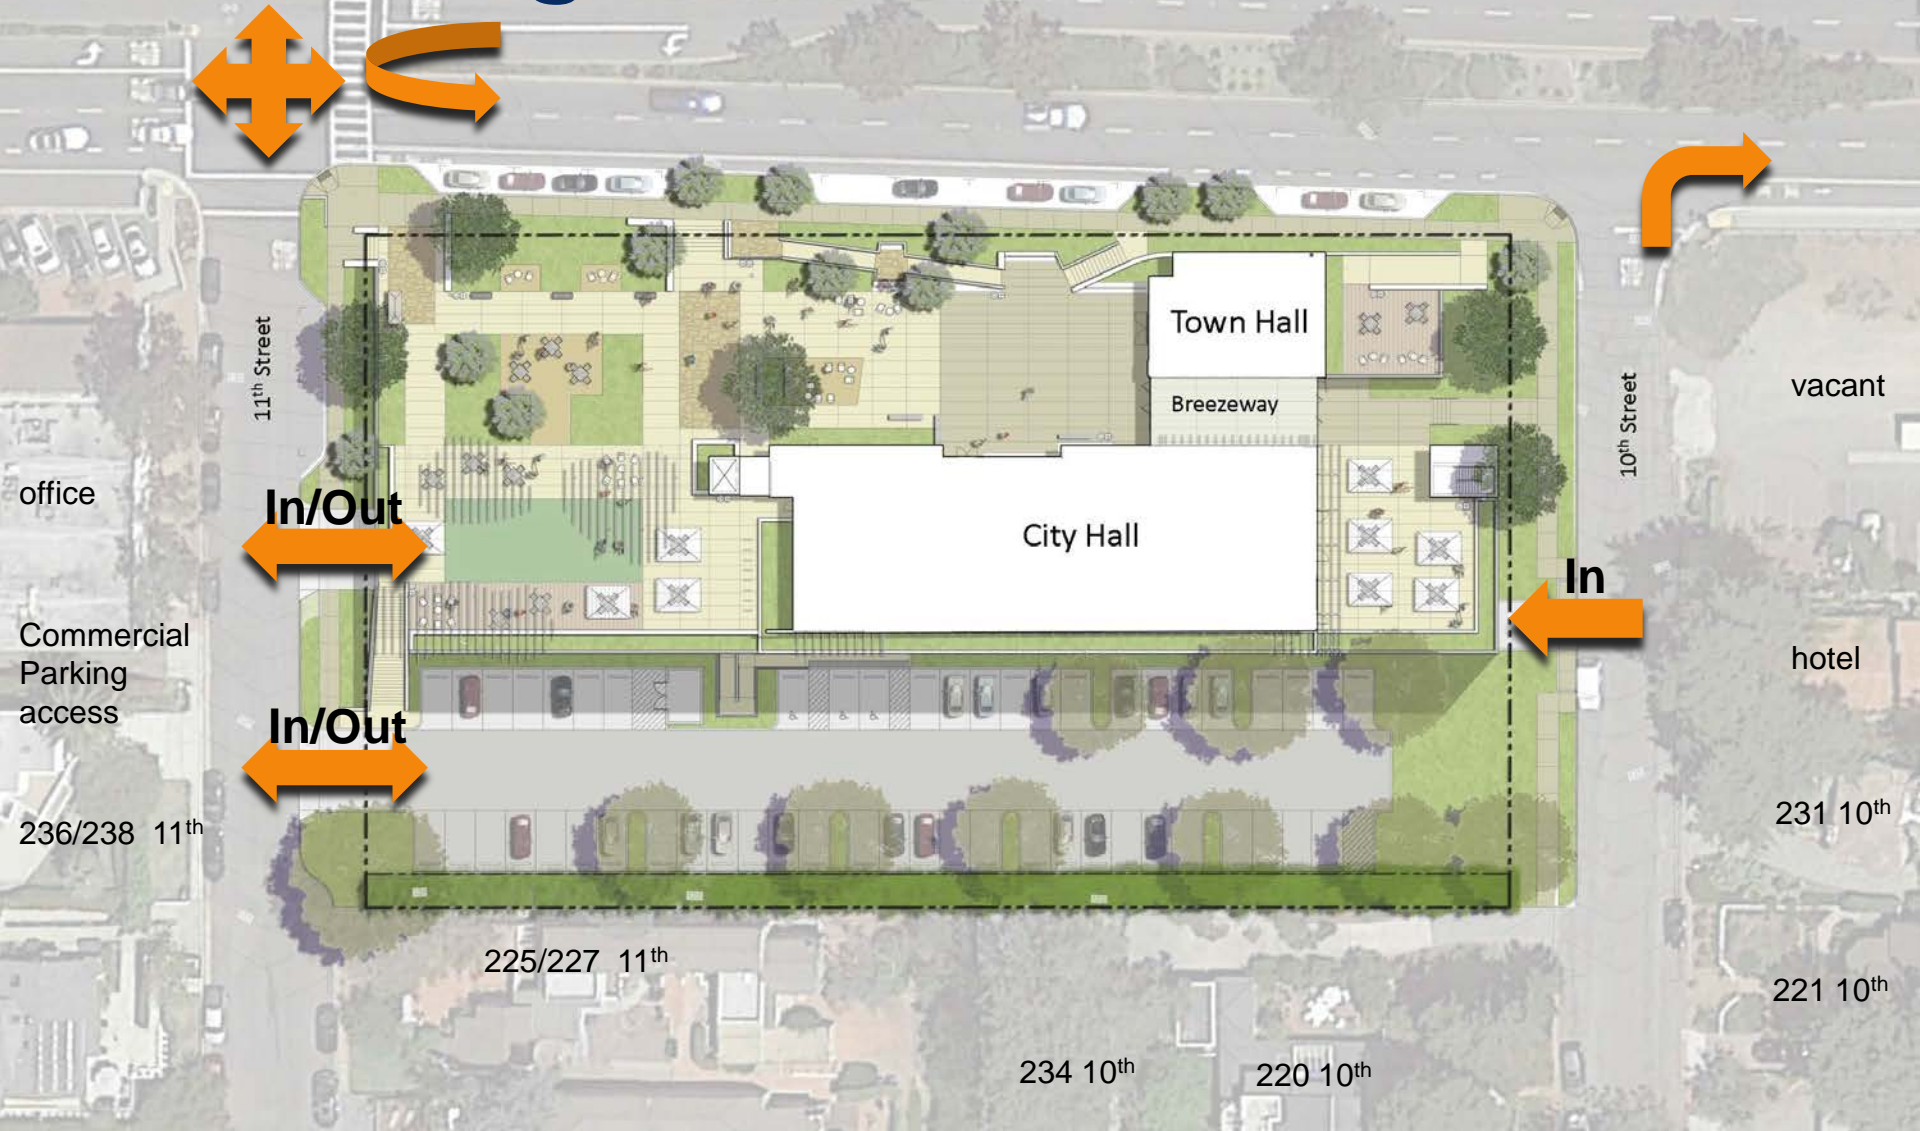 11th Street
Town Hall
Breezeway
10th Street
vacant
office
In/Out
City Hall
In
Commercial
Parking
access
hotel
In/Out
236/238 11th
231 10th
225/227 11th
221 10th
234 10th
220 10th